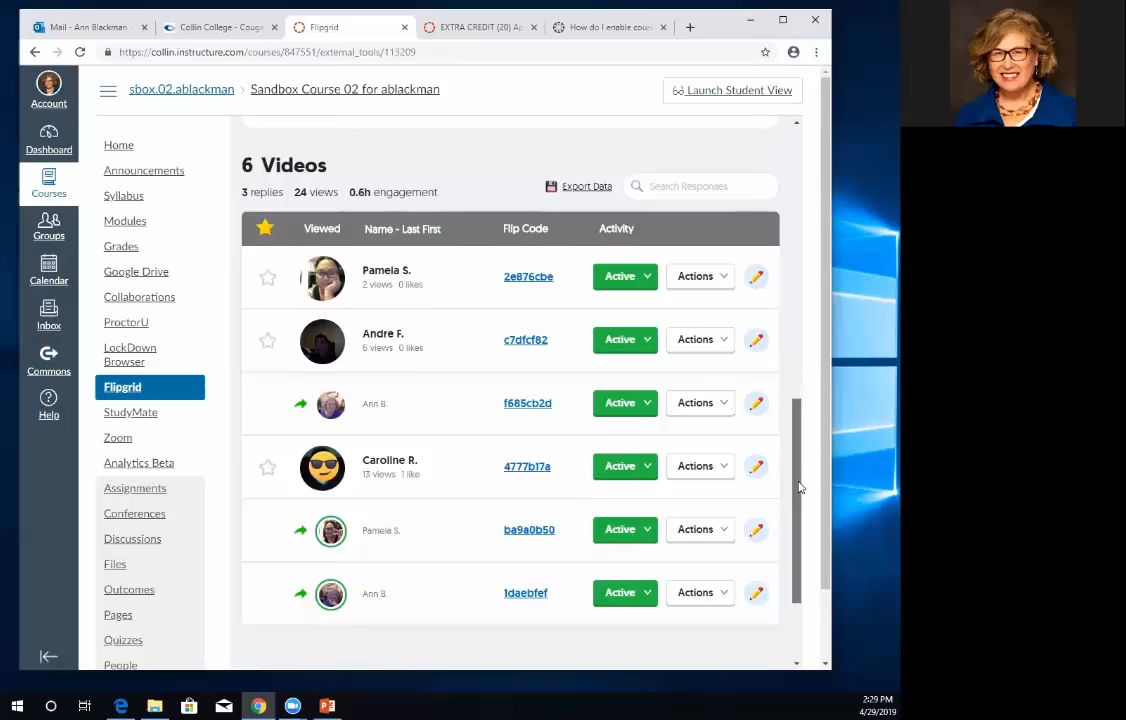 Mail - Ann Blackman
Collin College - Couga
Flipgrid
EXTRA CREDIT (20) Ap
How do I enable cours
https://collin.instructure.com/courses/847551/external_tools/113209
sbox.02.ablackman > Sandbox Course 02 for ablackman
Launch Student View
Account
Dashboard
Courses
Groups
Calendar
Inbox
Commons
Help
Home
Announcements
Syllabus
Modules
Grades
Google Drive
Collaborations
ProctorU
LockDown
Browser
Flipgrid
StudyMate
Zoom
Analytics Beta
Assignments
Conferences
Discussions
Files
Outcomes
Pages
Quizzes
People
6 Videos
3 replies 24 views 0.6h engagement
Export Data
Search Responses
Viewed Name - Last First Flip Code Activity
Pamela S.
2 views 0 likes
2e876cbe Active Actions
Andre F.
6 views 0 likes
c7dfcf82 Active Actions
Ann B. f685cb2d Active Actions
Caroline R.
13 views 1 like
4777b17a Active Actions
Pamela S. ba9a0b50 Active Actions
Ann B. 1daebfef Active Actions
2:29 PM
4/29/2019